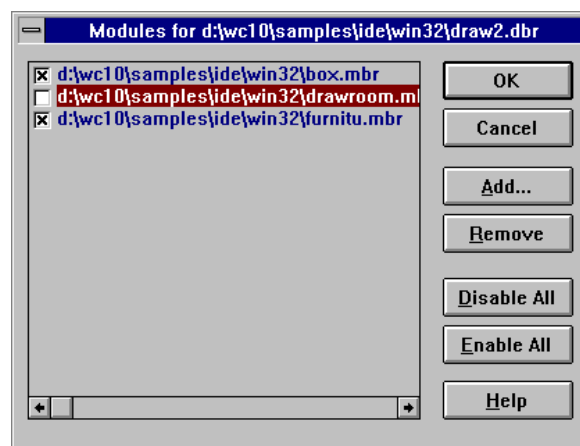 Modules for d:\wc10\samples\ide\win32\draw2.dbr
d:\wc10\samples\ide\win32\box.mbr
d:\wc10\samples\ide\win32\drawroom.ml
d:\wc10\samples\ide\win32\furnitu.mbr
OK
Cancel
Add...
Remove
Disable All
Enable All
Help